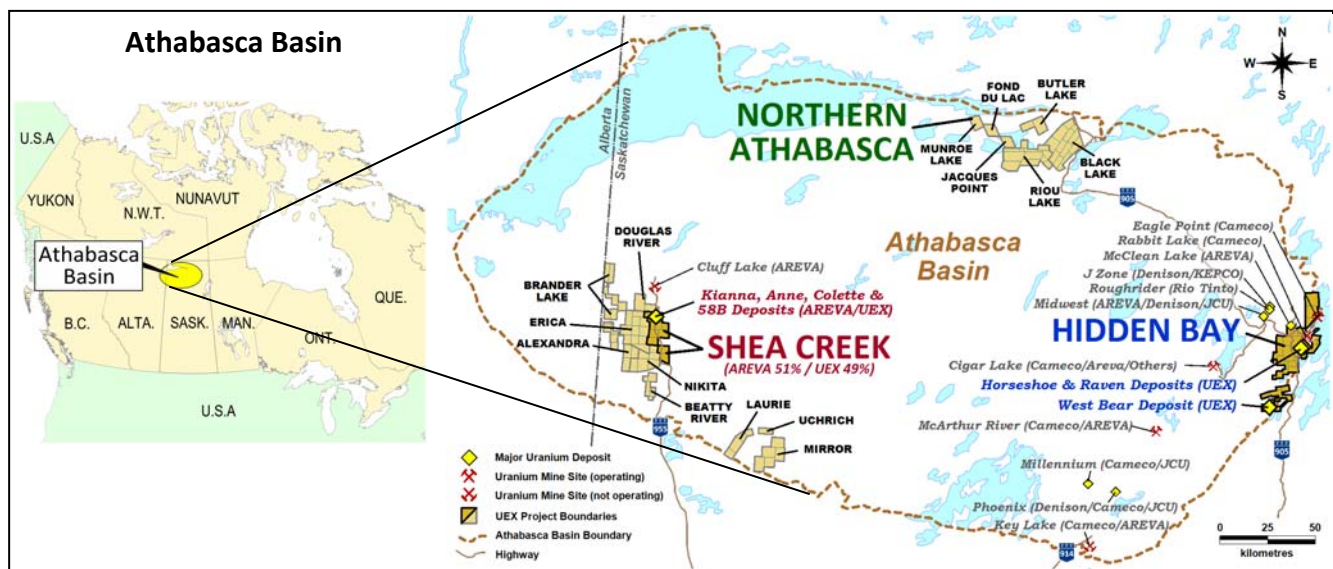 Athabasca Basin
U.S.A
YUKON
N.W.T.
NUNAVUT
Athabasca
Basin
B.C.
ALTA.
SASK.
MAN.
ONT.
QUE.
U.S.A
Alberta
Saskatchewan
N
W
E
S
NORTHERN
ATHABASCA
FOND
DU LAC
BUTLER
LAKE
MUNROE
LAKE
JACQUES
POINT
RIOU
LAKE
BLACK
LAKE
905
Athabasca
Basin
DOUGLAS
RIVER
Cluff Lake (AREVA)
BRANDER
LAKE
Kianna, Anne, Colette &
58B Deposits (AREVA/UEX)
ERICA
ALEXANDRA
SHEA CREEK
(AREVA 51% / UEX 49%)
NIKITA
BEATTY
RIVER
955
LAURIE
UCHRICH
MIRROR
Eagle Point (Cameco)
Rabbit Lake (Cameco)
McClean Lake (AREVA)
J Zone (Denison/KEPCO)
Roughrider (Rio Tinto)
Midwest (AREVA/Denison/JCU)
HIDDEN BAY
Cigar Lake (Cameco/Areva/Others)
Horseshoe & Raven Deposits (UEX)
West Bear Deposit (UEX)
McArthur River (Cameco/AREVA)
905
Millennium (Cameco/JCU)
Phoenix (Denison/Cameco/JCU)
Key Lake (Cameco/AREVA)
914
Major Uranium Deposit
Uranium Mine Site (operating)
Uranium Mine Site (not operating)
UEX Project Boundaries
Athabasca Basin Boundary
Highway
0 25 50
kilometres